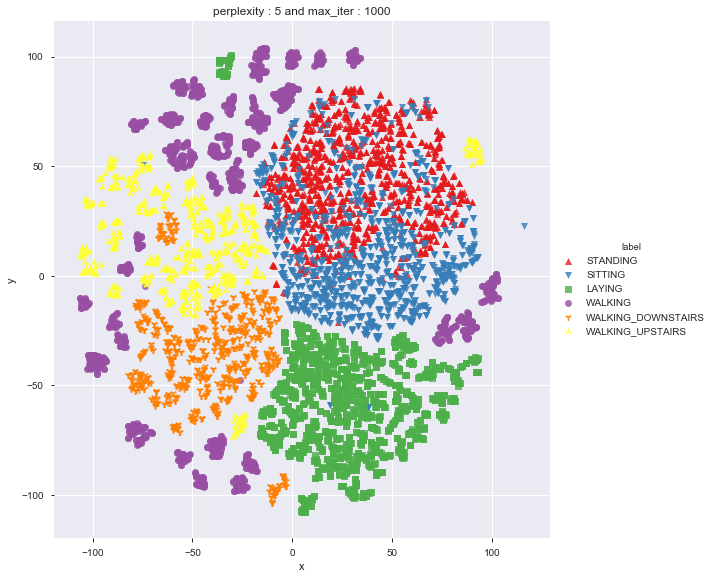 perplexity : 5 and max_iter : 1000
100
50
0
−50
−100
y
−100
−50
0
50
100
x
label
STANDING
SITTING
LAYING
WALKING
WALKING_DOWNSTAIRS
WALKING_UPSTAIRS